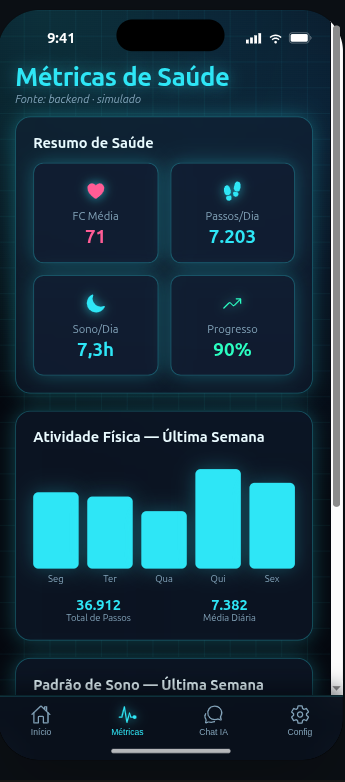 9:41
Métricas de Saúde
Fonte: backend · simulado
Resumo de Saúde
FC Média
71
Passos/Dia
7.203
Sono/Dia
7,3h
Progresso
90%
Atividade Física — Última Semana
Seg Ter Qua Qui Sex
36.912
Total de Passos
7.382
Média Diária
Padrão de Sono — Última Semana
Início Métricas Chat IA Config